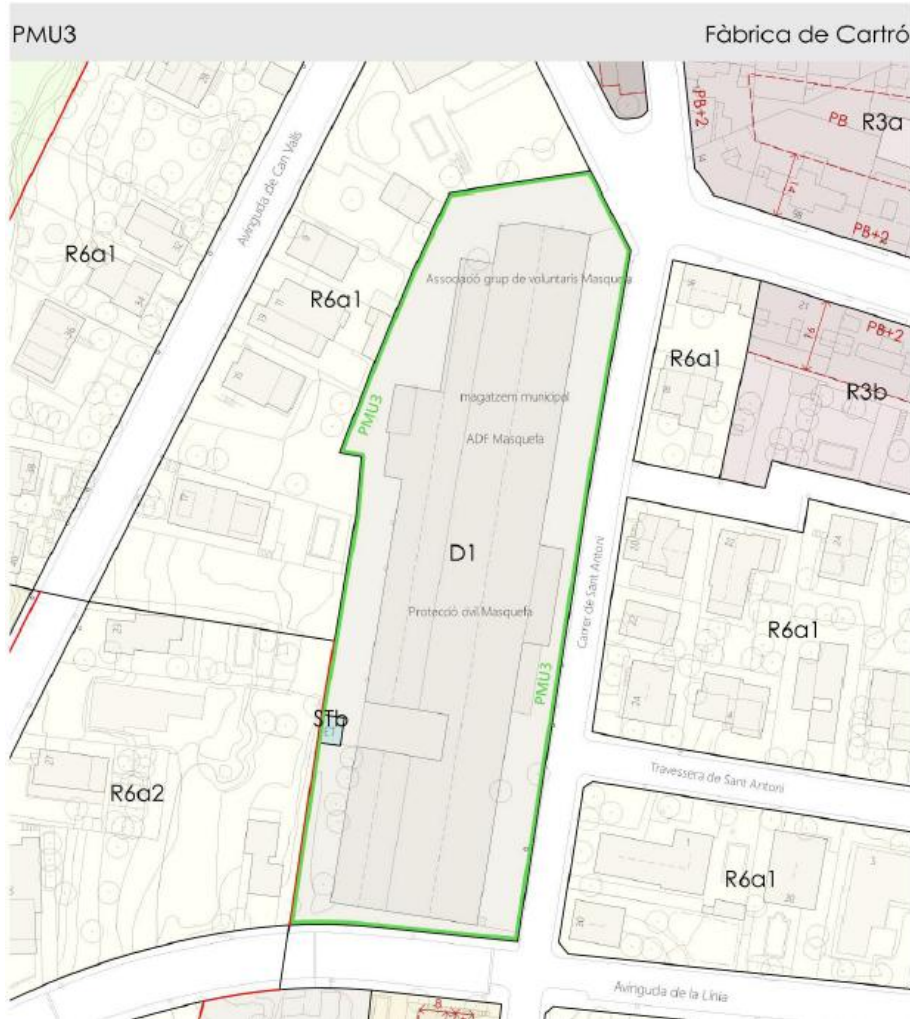 PMU3 Fàbrica de Cartró
PB+2
PB
R3a
14
PB+2
Avinguda de Can Valls
R6a1
R6a1
Associació grup de voluntaris Masquefa
R6a1
PB+2
R3b
magatzem municipal
PMU3
ADF Masquefa
D1
Carrer de Sant Antoni
Protecció civil Masquefa
R6a1
PMU3
STb
ET
R6a2
Travessera de Sant Antoni
R6a1
Avinguda de la Línia